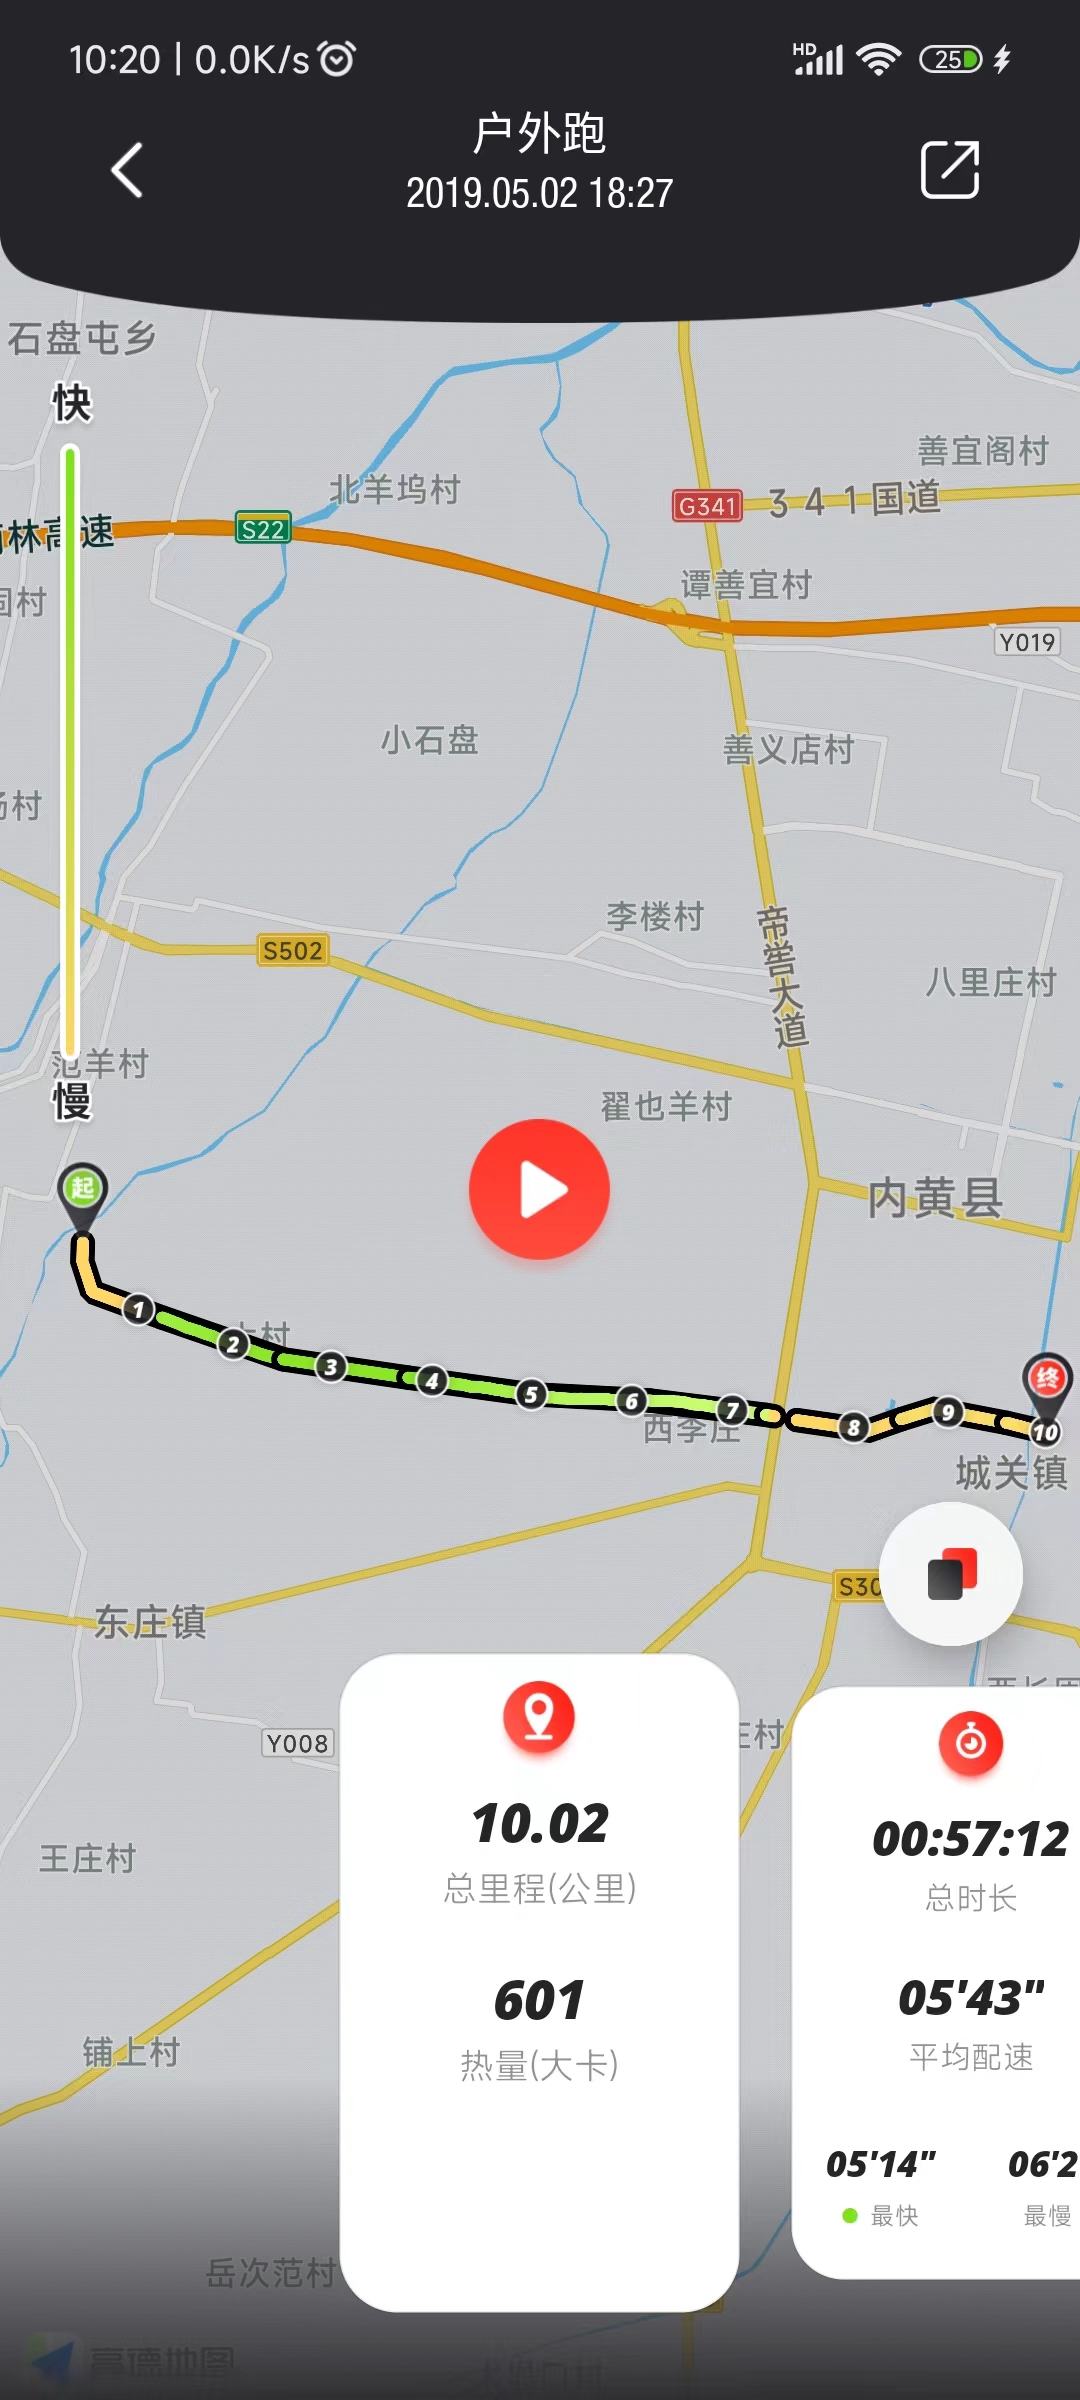 10:20 | 0.0K/s
HD
25
户外跑
2019.05.02 18:27
石盘屯乡
快
善宜阁村
北羊坞村
G341
341国道
林高速
S22
谭善宜村
固村
Y019
小石盘
善义店村
村
李楼村
帝喾大道
S502
八里庄村
范羊村
慢
翟也羊村
起
内黄县
1
村
2
3
4
5
6
7
8
9
10
终
西李庄
城关镇
S30
东庄镇
Y008
庄村
王庄村
10.02
总里程(公里)
601
热量(大卡)
00:57:12
总时长
05'43"
平均配速
05'14"
06'2
最快
最慢
铺上村
岳次范村
高德地图